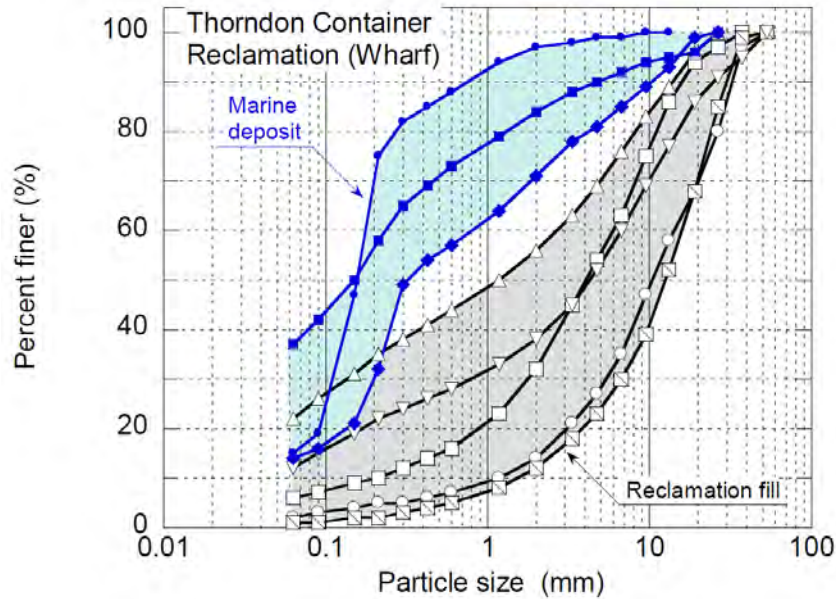 Thorndon Container
Reclamation (Wharf)
Marine
deposit
Reclamation fill
Percent finer (%)
100
80
60
40
20
0
0.01
0.1
1
10
100
Particle size (mm)